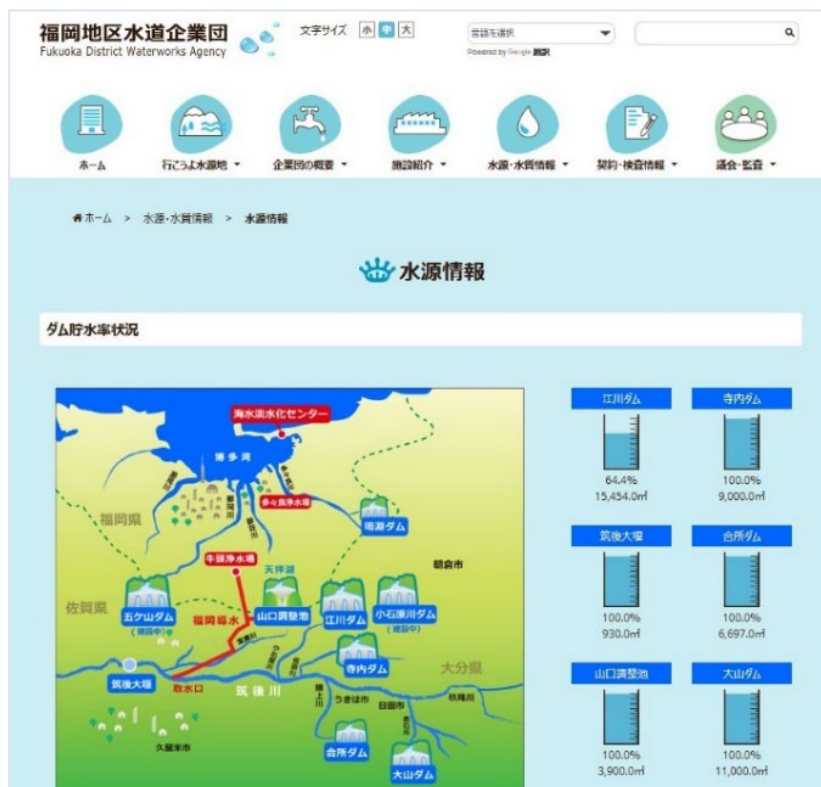 福岡地区水道企業団
Fukuoka District Waterworks Agency
文字サイズ 小 中 大
言語を選択
Powered by Google 翻訳
ホーム
行こうよ水源地
企業団の概要
施設紹介
水源・水質情報
契約・検査情報
議会・監査
ホーム > 水源・水質情報 > 水源情報
水源情報
ダム貯水率状況
海水淡水化センター
博多湾
多々良浄水場
福岡県
鳴淵ダム
牛頸浄水場
天拝湖
朝倉市
佐賀県
五ケ山ダム
(建設中)
福岡導水
山口調整池
江川ダム
小石原川ダム
(建設中)
寺内ダム
大分県
筑後大堰
取水口
筑後川
うきは市
日田市
玖珠川
久留米市
合所ダム
大山ダム
江川ダム
64.4%
15,454.0㎥
寺内ダム
100.0%
9,000.0㎥
筑後大堰
100.0%
930.0㎥
合所ダム
100.0%
6,697.0㎥
山口調整池
100.0%
3,900.0㎥
大山ダム
100.0%
11,000.0㎥